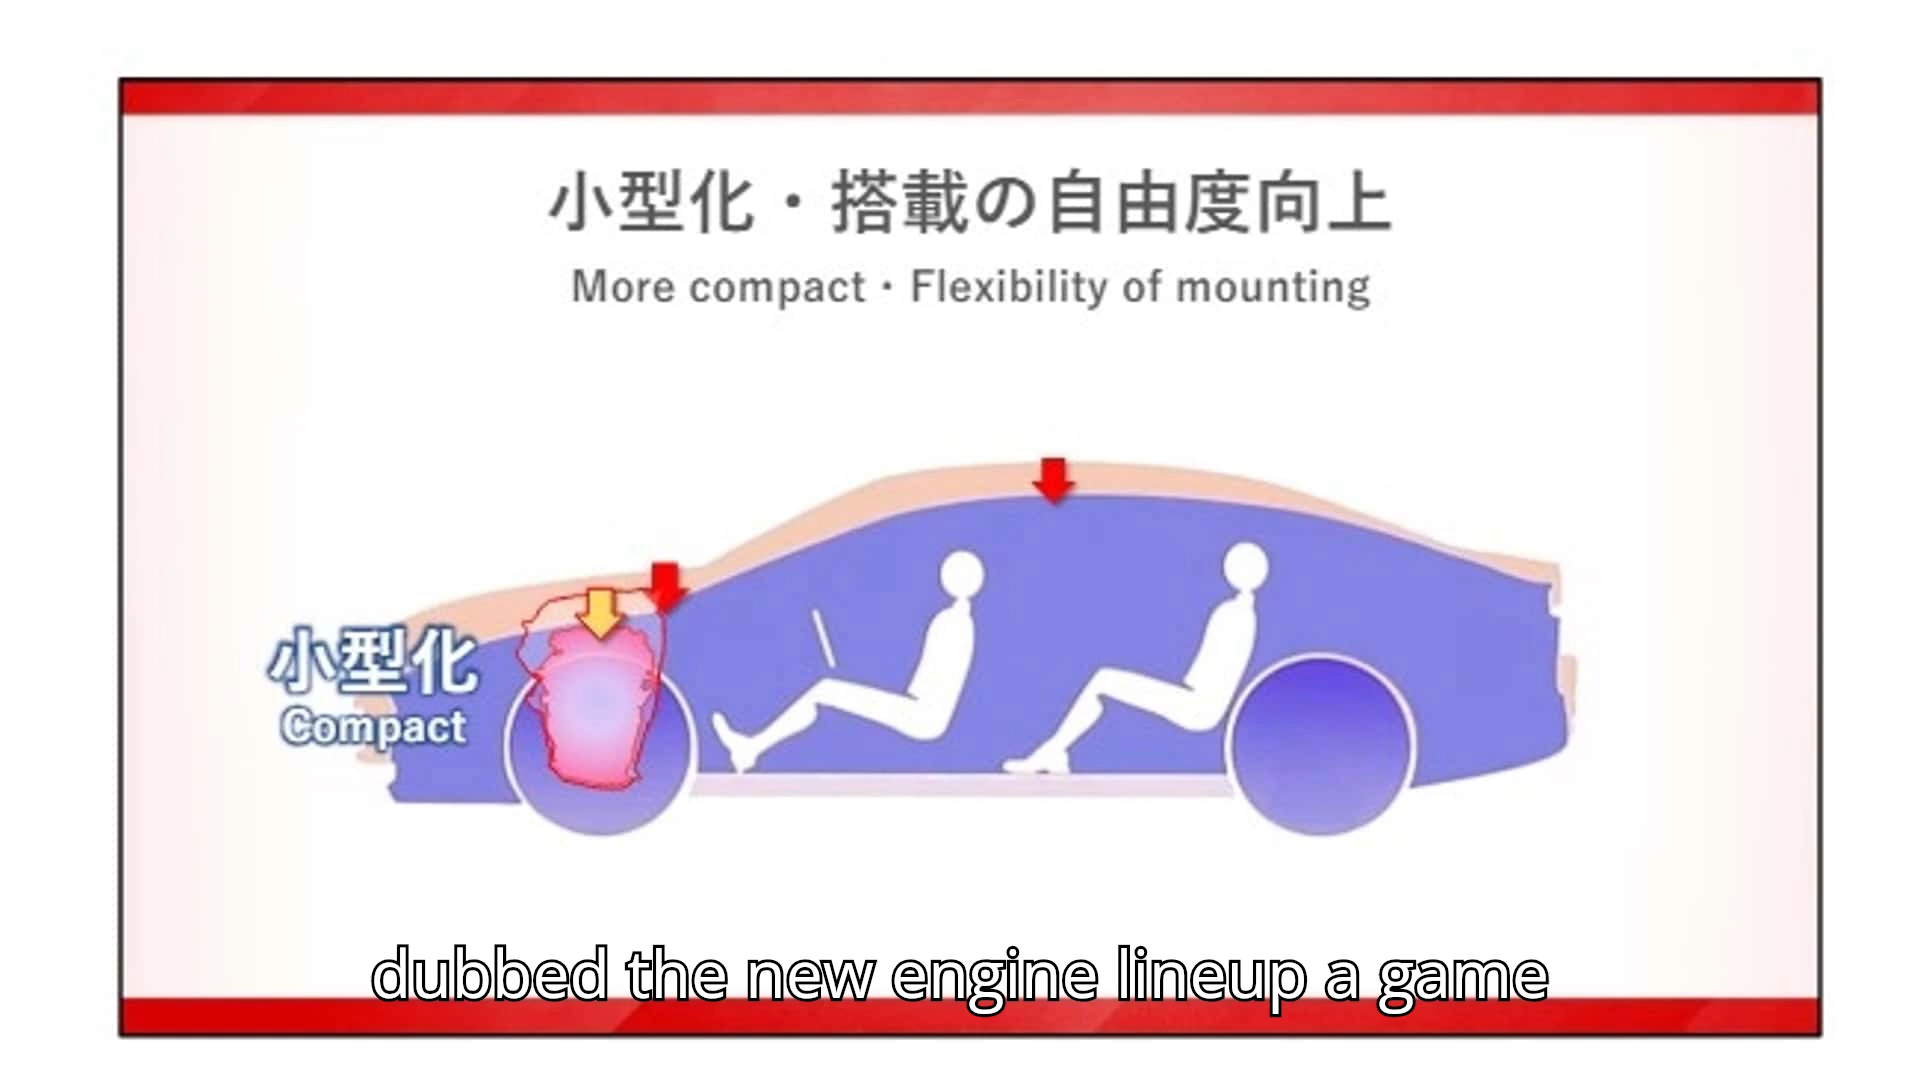 小型化・搭載の自由度向上
More compact・Flexibility of mounting
小型化
Compact
dubbed the new engine lineup a game